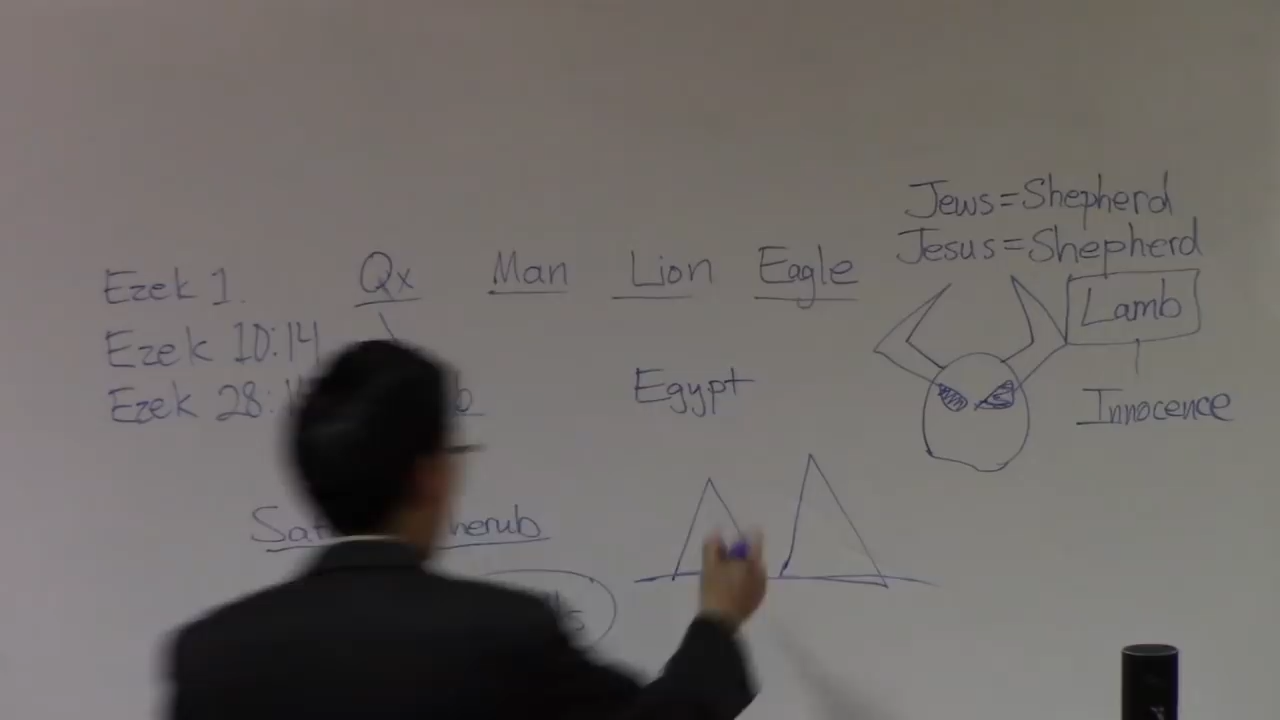 Jews=Shepherd
Jesus=Shepherd
Ezek 1.
Ox Man Lion Eagle
Lamb
Ezek 10:14
Egypt
Ezek 28:
Innocence